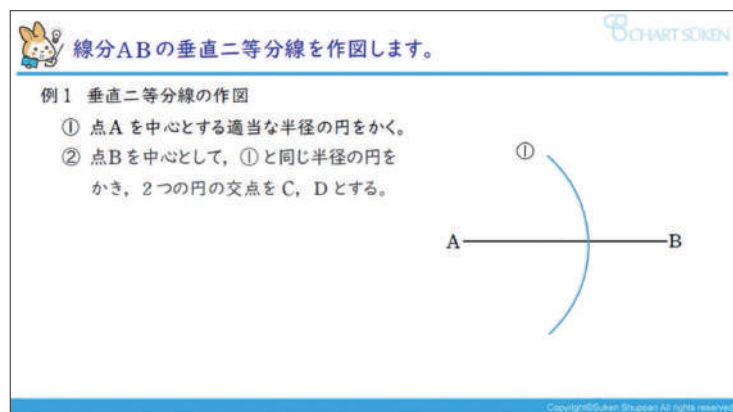 CHART SUKEN
線分ABの垂直二等分線を作図します。
例1 垂直二等分線の作図
① 点Aを中心とする適当な半径の円をかく。
② 点Bを中心として，①と同じ半径の円を
かき，2つの円の交点をC，Dとする。
①
A B
Copyright©Suken Shuppan All rights reserved